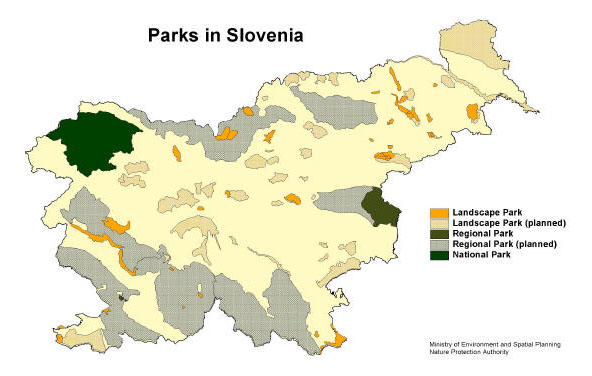 Parks in Slovenia
Landscape Park
Landscape Park (planned)
Regional Park
Regional Park (planned)
National Park
Ministry of Environment and Spatial Planning
Nature Protection Authority